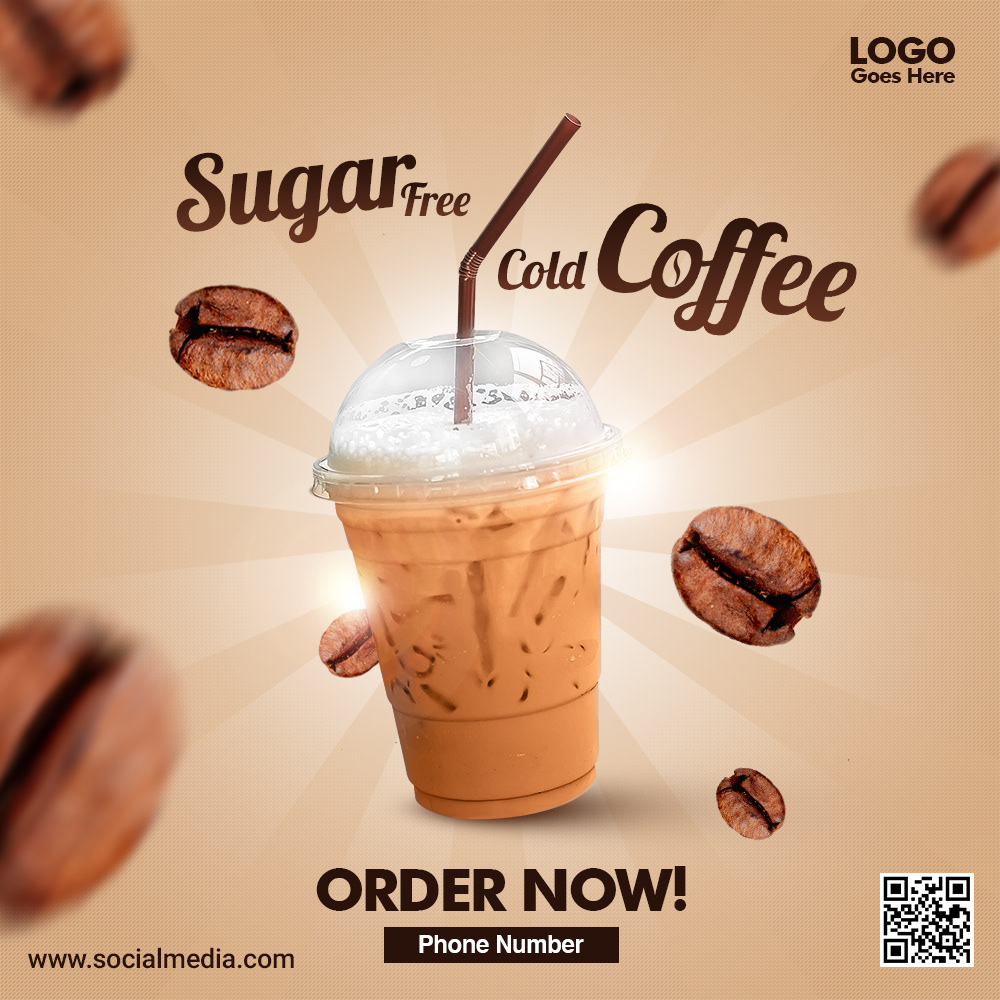 LOGO
Goes Here
Sugar Free
Cold Coffee
ORDER NOW!
Phone Number
www.socialmedia.com